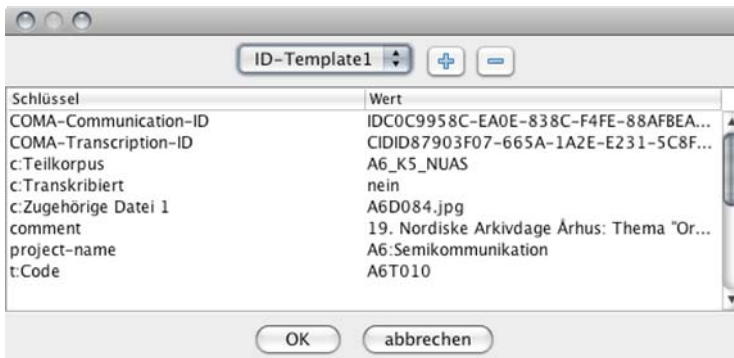 ID-Template1
Schlüssel Wert
COMA-Communication-ID IDC0C9958C-EA0E-838C-F4FE-88AFBEA...
COMA-Transcription-ID CIDID87903F07-665A-1A2E-E231-5C8F...
c:Teilkorpus A6_K5_NUAS
c:Transkribiert nein
c:Zugehörige Datei 1 A6D084.jpg
comment 19. Nordiske Arkivdage Århus: Thema "Or...
project-name A6:Semikommunikation
t:Code A6T010
OK abbrechen